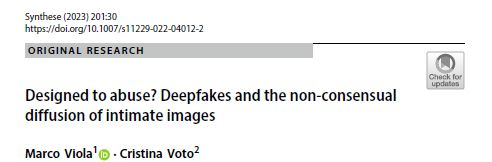 Synthese (2023) 201:30
https://doi.org/10.1007/s11229-022-04012-2
ORIGINAL RESEARCH
Check for
updates
Designed to abuse? Deepfakes and the non-consensual
diffusion of intimate images
Marco Viola1 iD · Cristina Voto2